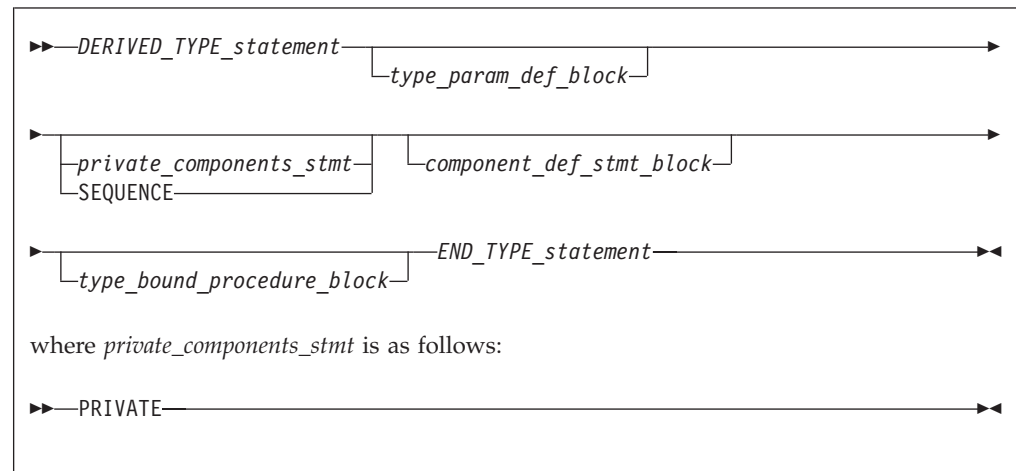 DERIVED_TYPE_statement
type_param_def_block
private_components_stmt component_def_stmt_block
SEQUENCE
END_TYPE_statement
type_bound_procedure_block
where private_components_stmt is as follows:
PRIVATE